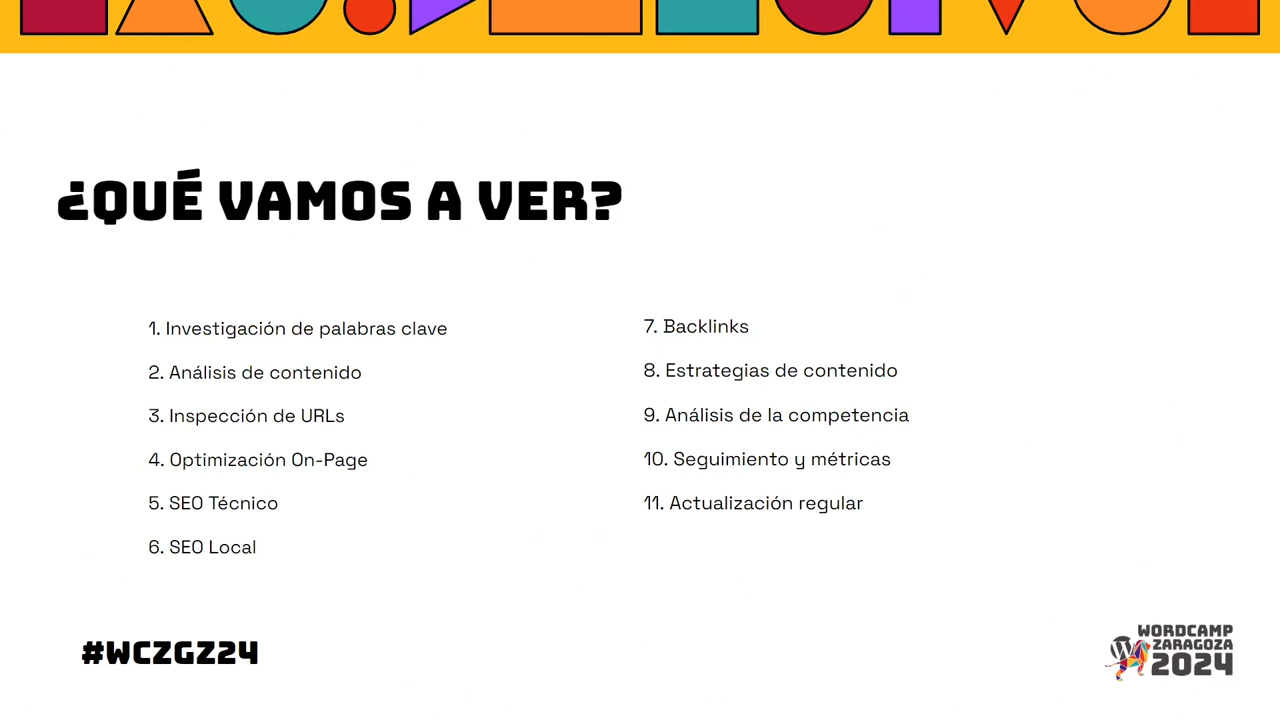 ¿QUÉ VAMOS A VER?
1. Investigación de palabras clave
2. Análisis de contenido
3. Inspección de URLs
4. Optimización On-Page
5. SEO Técnico
6. SEO Local
7. Backlinks
8. Estrategias de contenido
9. Análisis de la competencia
10. Seguimiento y métricas
11. Actualización regular
#WCZGZ24
WORDCAMP
ZARAGOZA
2024